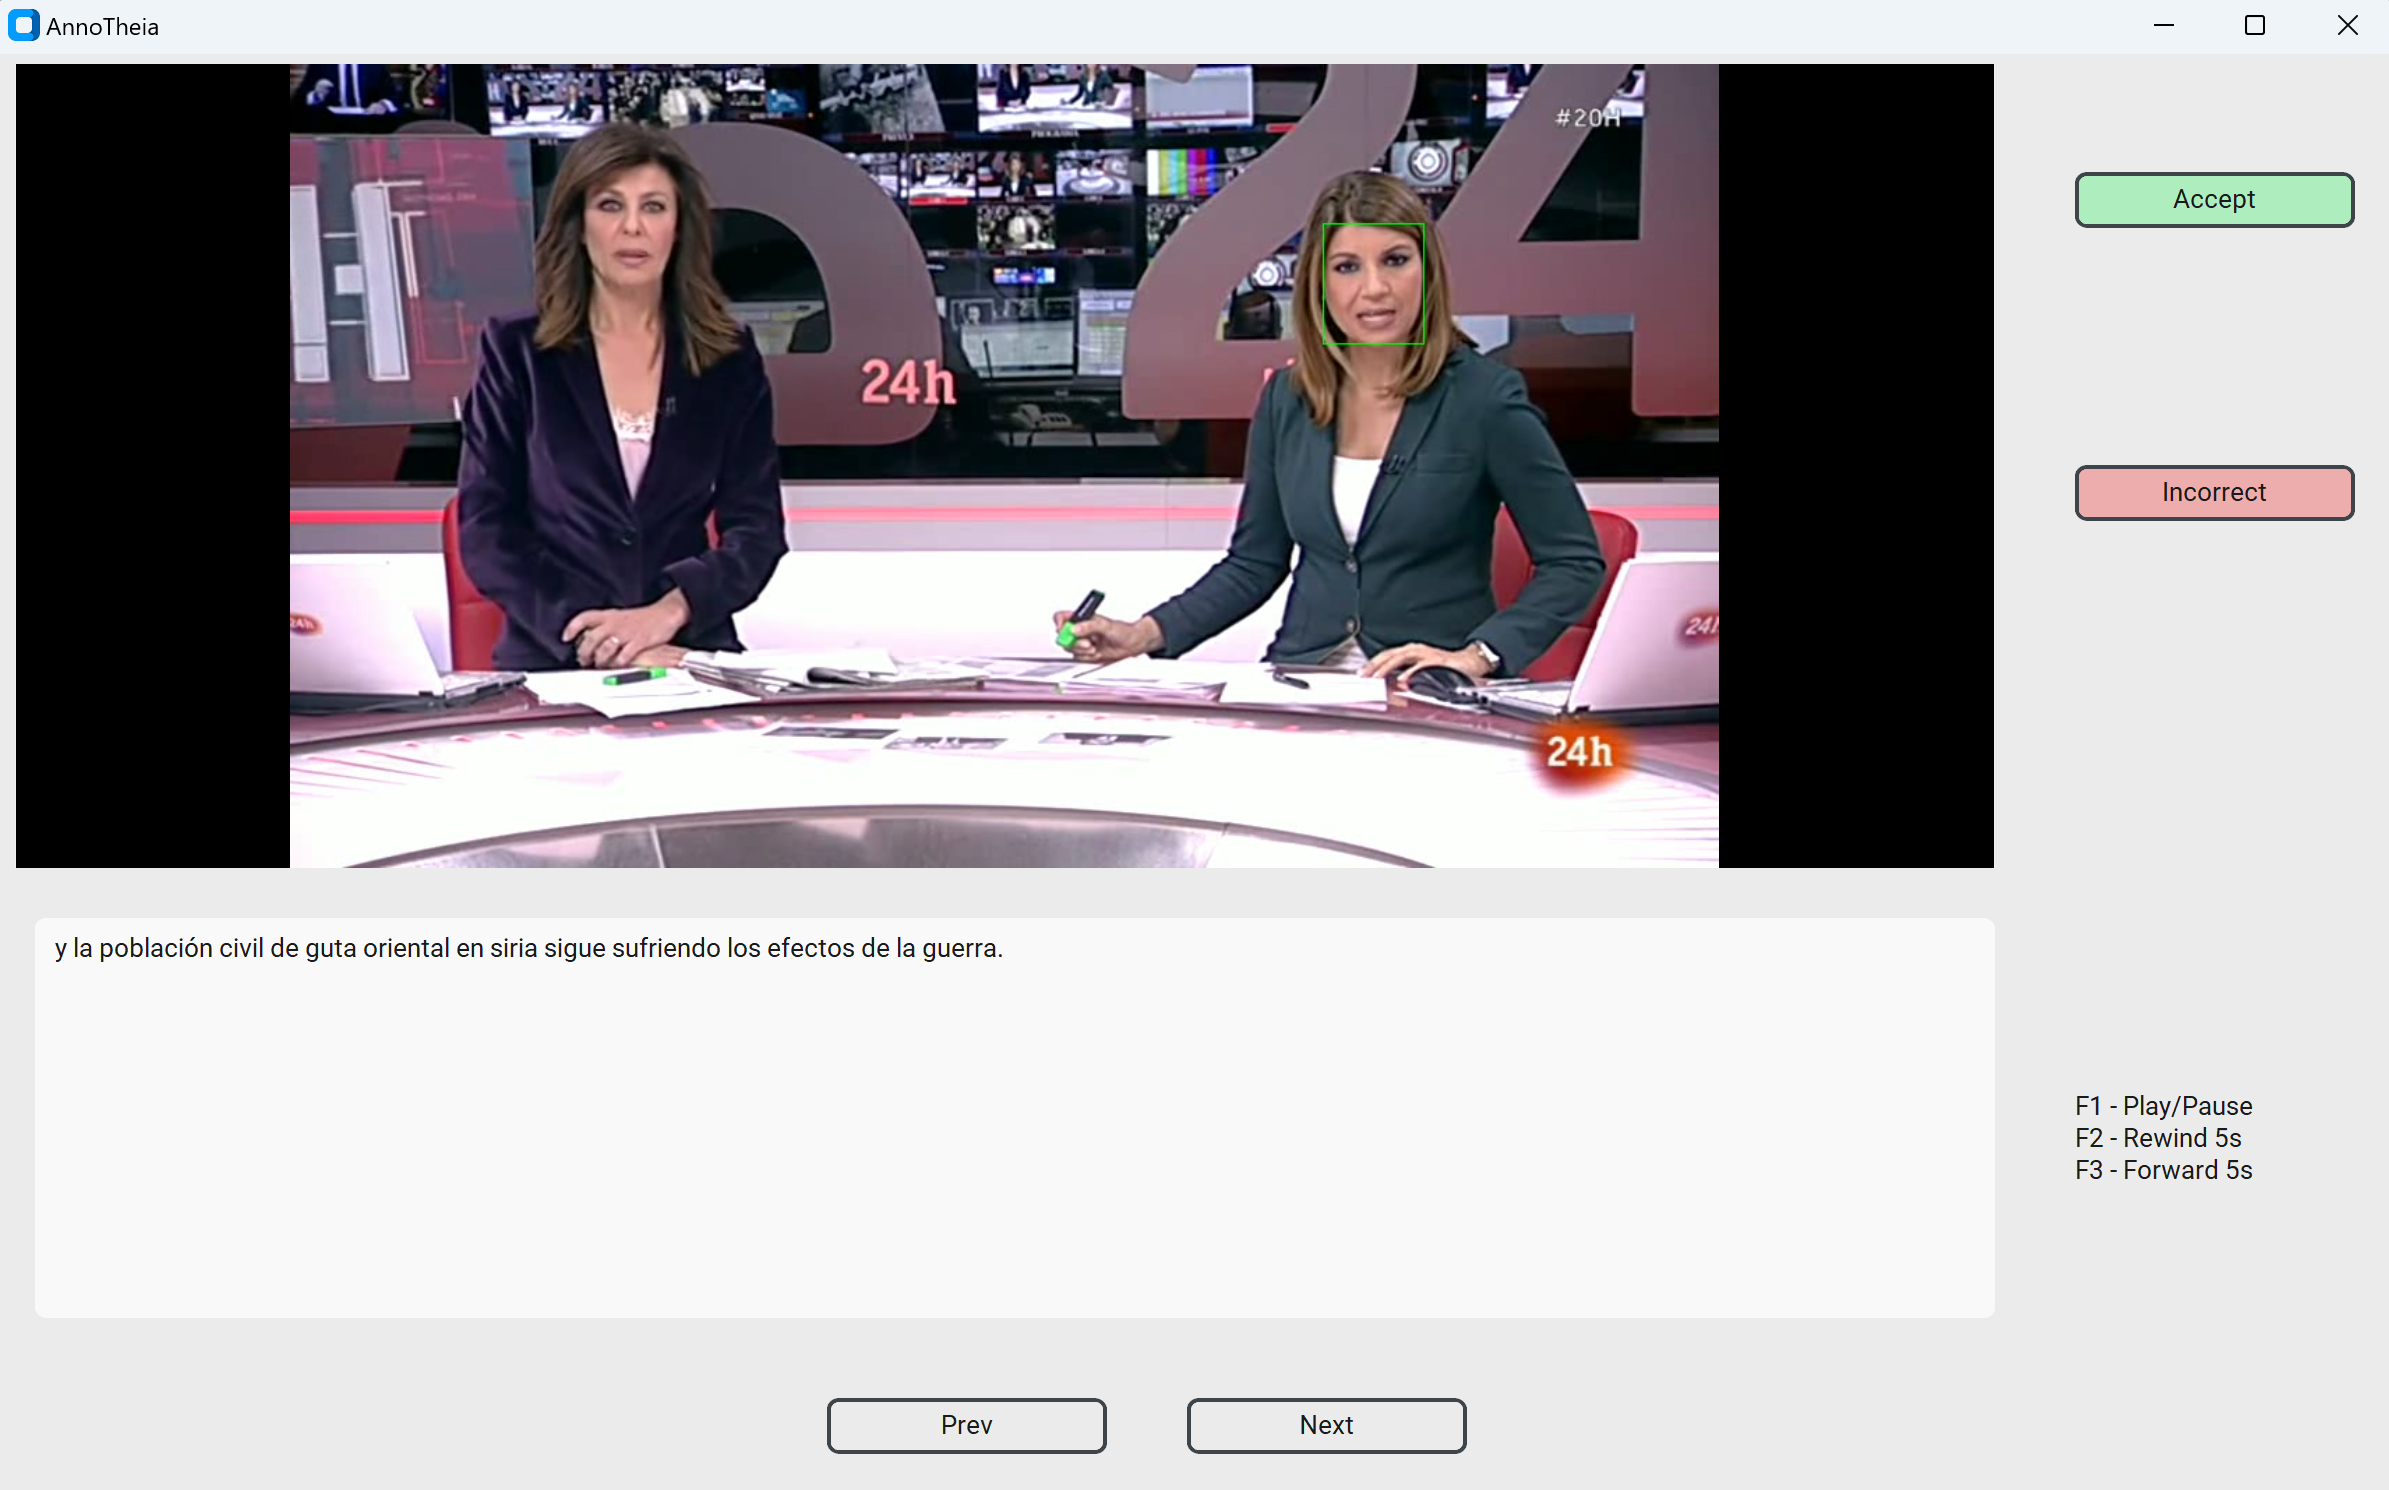 AnnoTheia
#20H
24h
24h
24h
Accept
Incorrect
y la población civil de guta oriental en siria sigue sufriendo los efectos de la guerra.
F1 - Play/Pause
F2 - Rewind 5s
F3 - Forward 5s
Prev
Next